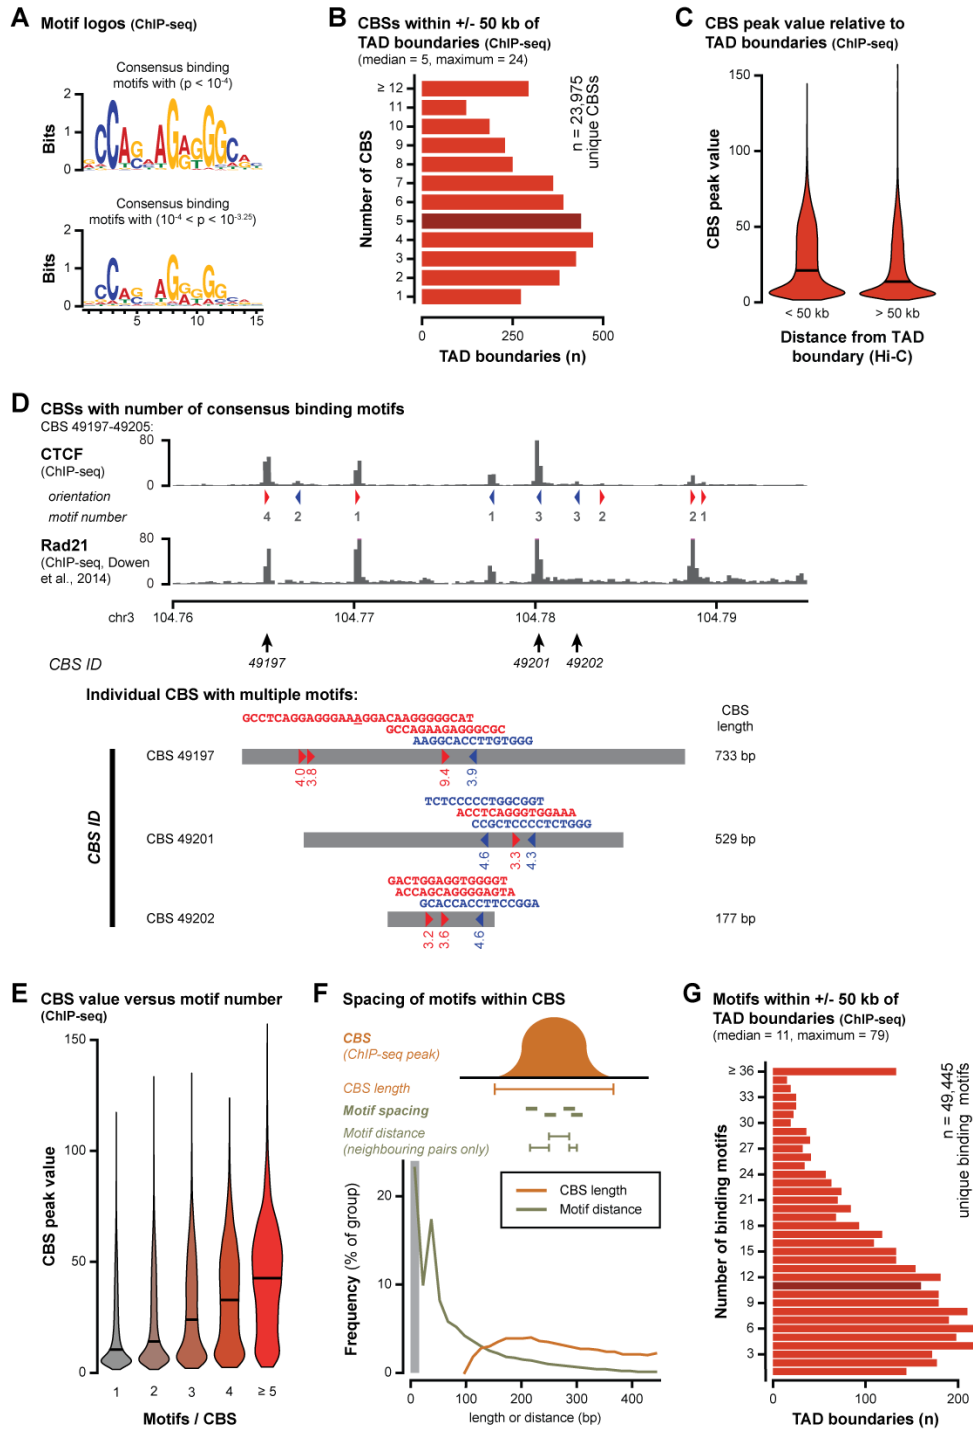 A Motif logos (ChIP-seq)
Consensus binding
motifs with (p < 10-4)
Bits
2
1
0
Consensus binding
motifs with (10-4 < p < 10-3.25)
Bits
2
1
0
5 10 15
B CBSs within +/- 50 kb of
TAD boundaries (ChIP-seq)
(median = 5, maximum = 24)
Number of CBS
≥ 12
11
10
9
8
7
6
5
4
3
2
1
n = 23,975
unique CBSs
0 250 500
TAD boundaries (n)
C CBS peak value relative to
TAD boundaries (ChIP-seq)
CBS peak value
150
100
50
0
< 50 kb > 50 kb
Distance from TAD
boundary (Hi-C)
D CBSs with number of consensus binding motifs
CBS 49197-49205:
CTCF
(ChIP-seq)
80
0
orientation
motif number
4 2 1 1 3 3 2 2 1
Rad21
(ChIP-seq, Dowen
et al., 2014)
80
0
chr3
104.76 104.77 104.78 104.79
CBS ID
49197 49201 49202
Individual CBS with multiple motifs:
CBS
length
CBS ID
GCCTCAGGAGGGAAAGGACAAGGGGGCAT
GCCAGAAGAGGGCGC
AAGGCACCTTGTGGG
CBS 49197
733 bp
4.0 3.8 9.4 3.9
TCTCCCCCTGGCGGT
ACCTCAGGGTGGAAA
CCGCTCCCCTCTGGG
CBS 49201
529 bp
4.6 3.3 4.3
GACTGGAGGTGGGGT
ACCAGCAGGGGAGTA
GCACCACCTTCCGGA
CBS 49202
177 bp
3.2 3.6 4.6
E CBS value versus motif number
(ChIP-seq)
CBS peak value
150
100
50
0
1 2 3 4 ≥ 5
Motifs / CBS
F Spacing of motifs within CBS
CBS
(ChIP-seq peak)
CBS length
Motif spacing
Motif distance
(neighbouring pairs only)
CBS length
Motif distance
Frequency (% of group)
20
10
0
0 200 400
length or distance (bp)
G Motifs within +/- 50 kb of
TAD boundaries (ChIP-seq)
(median = 11, maximum = 79)
Number of binding motifs
≥ 36
33
30
27
24
21
18
15
12
9
6
3
n = 49,445
unique binding motifs
0 100 200
TAD boundaries (n)